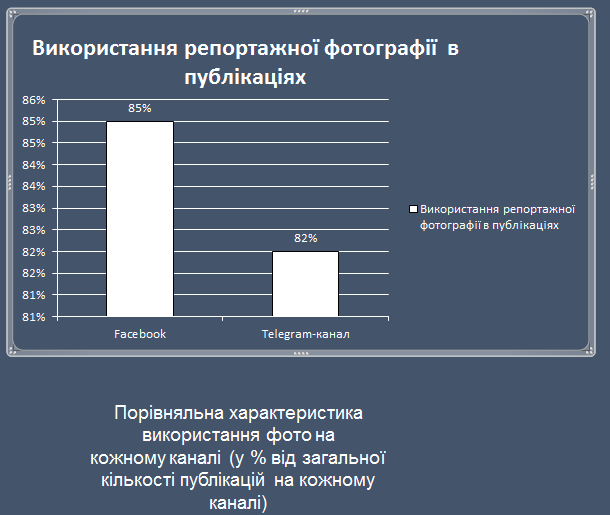 Використання репортажної фотографії в
публікаціях
86%
85%
85%
84%
84%
83%
83%
82%
82%
81%
81%
85%
82%
Facebook
Telegram-канал
Використання репортажної
фотографії в публікаціях
Порівняльна характеристика
використання фото на
кожному каналі (у % від загальної
кількості публікацій на кожному
каналі)